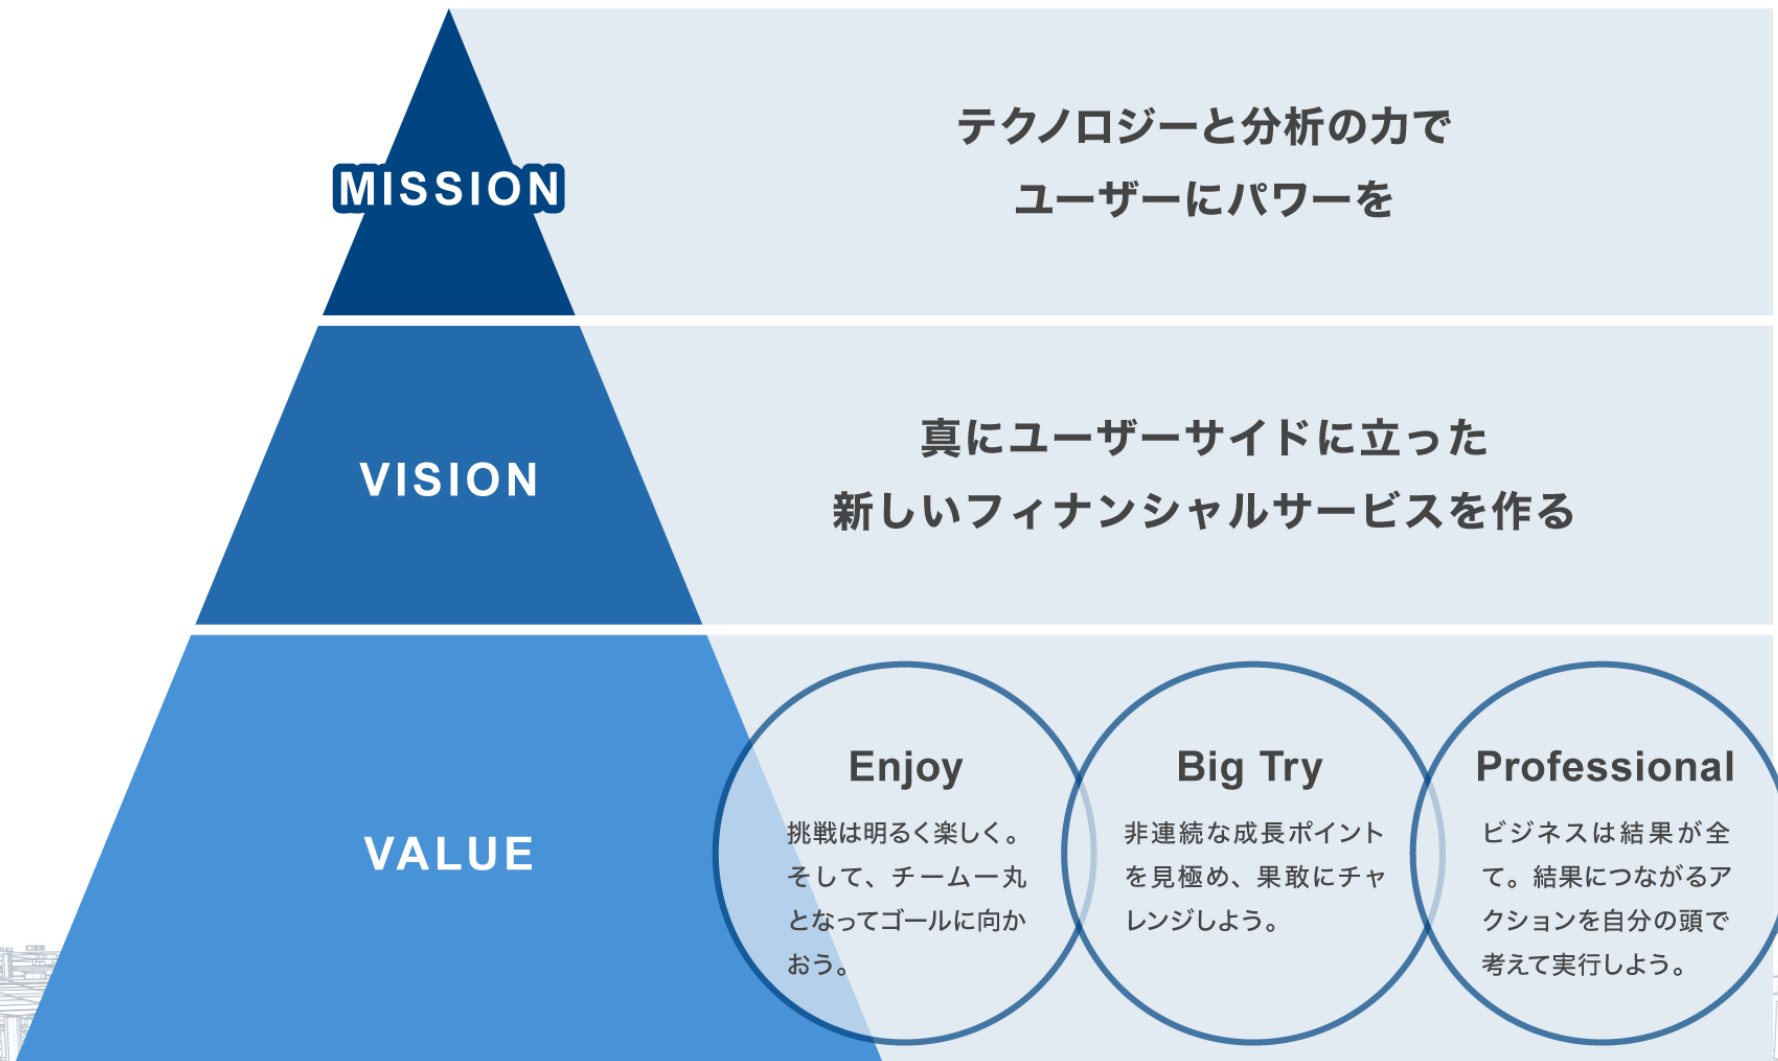 MISSION
テクノロジーと分析の力で
ユーザーにパワーを
VISION
真にユーザーサイドに立った
新しいフィナンシャルサービスを作る
VALUE
Enjoy
挑戦は明るく楽しく。
そして、チーム一丸
となってゴールに向か
おう。
Big Try
非連続な成長ポイント
を見極め、果敢にチャ
レンジしよう。
Professional
ビジネスは結果が全
て。結果につながるア
クションを自分の頭で
考えて実行しよう。